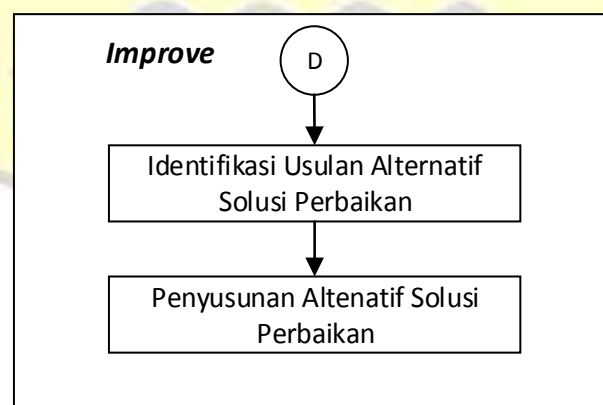 Improve
D
Identifikasi Usulan Alternatif
Solusi Perbaikan
Penyusunan Altenatif Solusi
Perbaikan